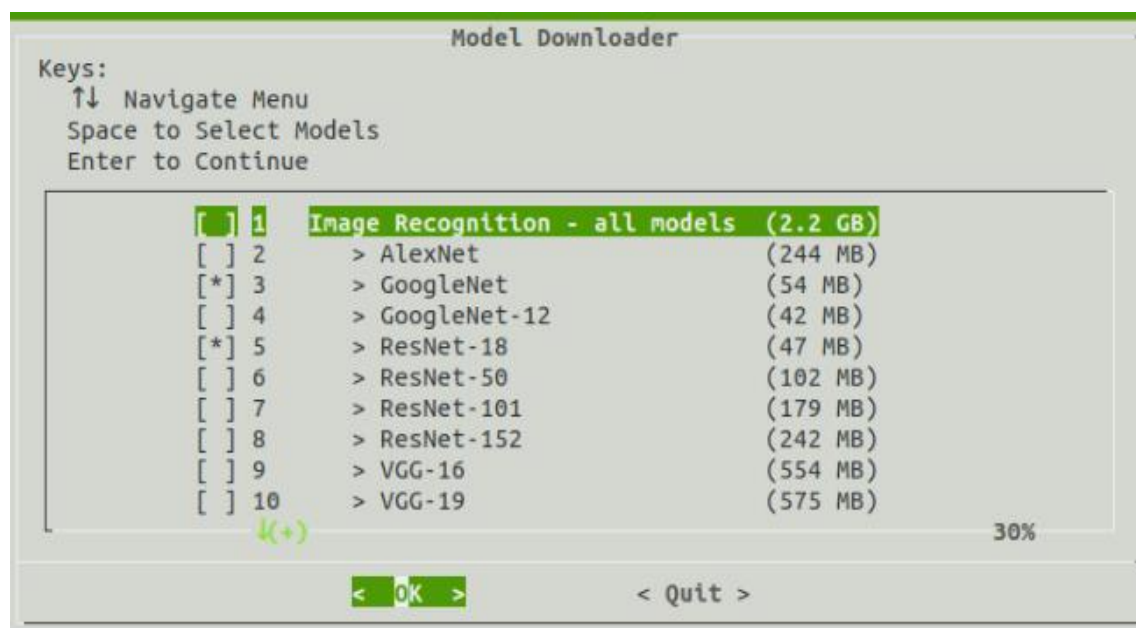 Model Downloader
Keys:
↑↓ Navigate Menu
Space to Select Models
Enter to Continue
[ ] 1 Image Recognition - all models (2.2 GB)
[ ] 2 > AlexNet (244 MB)
[*] 3 > GoogleNet (54 MB)
[ ] 4 > GoogleNet-12 (42 MB)
[*] 5 > ResNet-18 (47 MB)
[ ] 6 > ResNet-50 (102 MB)
[ ] 7 > ResNet-101 (179 MB)
[ ] 8 > ResNet-152 (242 MB)
[ ] 9 > VGG-16 (554 MB)
[ ] 10 > VGG-19 (575 MB)
↓(+) 30%
< OK > < Quit >